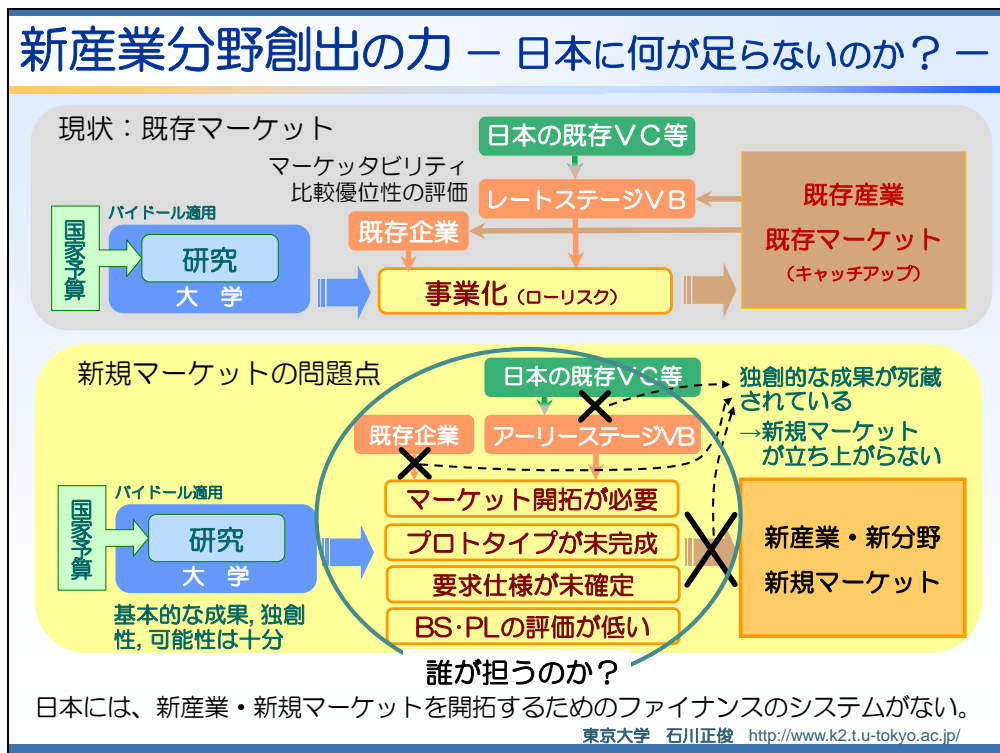 新産業分野創出の力 － 日本に何が足らないのか？ －
現状：既存マーケット
日本の既存ＶＣ等
マーケッタビリティ
比較優位性の評価
レートステージＶＢ
既存産業
既存マーケット
（キャッチアップ）
バイドール適用
既存企業
国家予算
研究
大 学
事業化（ローリスク）
新規マーケットの問題点
日本の既存ＶＣ等
独創的な成果が死蔵
されている
→新規マーケット
が立ち上がらない
既存企業
アーリーステージVB
バイドール適用
国家予算
研究
大 学
マーケット開拓が必要
プロトタイプが未完成
要求仕様が未確定
BS･PLの評価が低い
新産業・新分野
新規マーケット
基本的な成果, 独創
性, 可能性は十分
誰が担うのか？
日本には、新産業・新規マーケットを開拓するためのファイナンスのシステムがない。
東京大学 石川正俊 http://www.k2.t.u-tokyo.ac.jp/